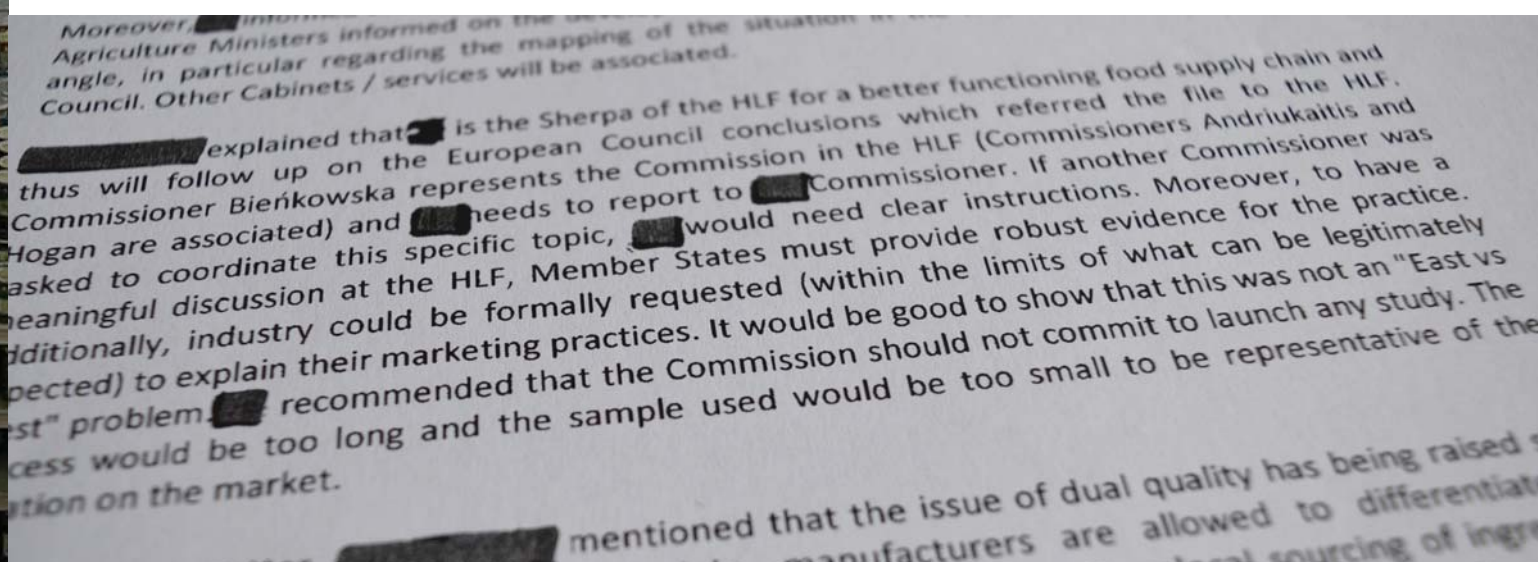 Moreover,
Agriculture Ministers informed on the
angle, in particular regarding the mapping of the situation in
Council. Other Cabinets / services will be associated.
explained that is the Sherpa of the HLF for a better functioning food supply chain and
thus will follow up on the European Council conclusions which referred the file to the HLF.
Commissioner Bieńkowska represents the Commission in the HLF (Commissioners Andriukaitis and
Hogan are associated) and needs to report to Commissioner. If another Commissioner was
asked to coordinate this specific topic, would need clear instructions. Moreover, to have a
meaningful discussion at the HLF, Member States must provide robust evidence for the practice.
dditionally, industry could be formally requested (within the limits of what can be legitimately
pected) to explain their marketing practices. It would be good to show that this was not an "East vs
st" problem. recommended that the Commission should not commit to launch any study. The
cess would be too long and the sample used would be too small to be representative of the
ation on the market.
mentioned that the issue of dual quality has being raised
manufacturers are allowed to differentiat
sourcing of ingr